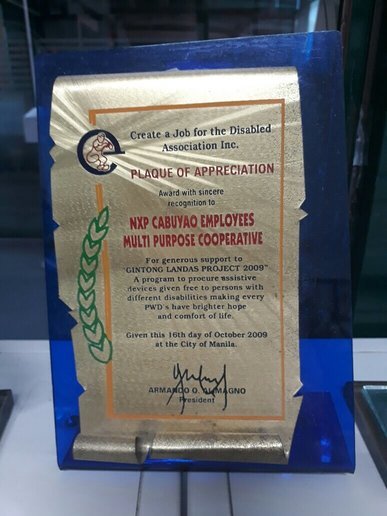 Create a Job for the Disabled
Association Inc.
PLAQUE OF APPRECIATION
Award with sincere
recognition to
NXP CABUYAO EMPLOYEES
MULTI PURPOSE COOPERATIVE
For generous support to
"GINTONG LANDAS PROJECT 2009"
A program to procure assistive
devices given free to persons with
different disabilities making every
PWD's have brighter hope
and comfort of life.
Given this 16th day of October 2009
at the City of Manila.
ARMANDO O.
President